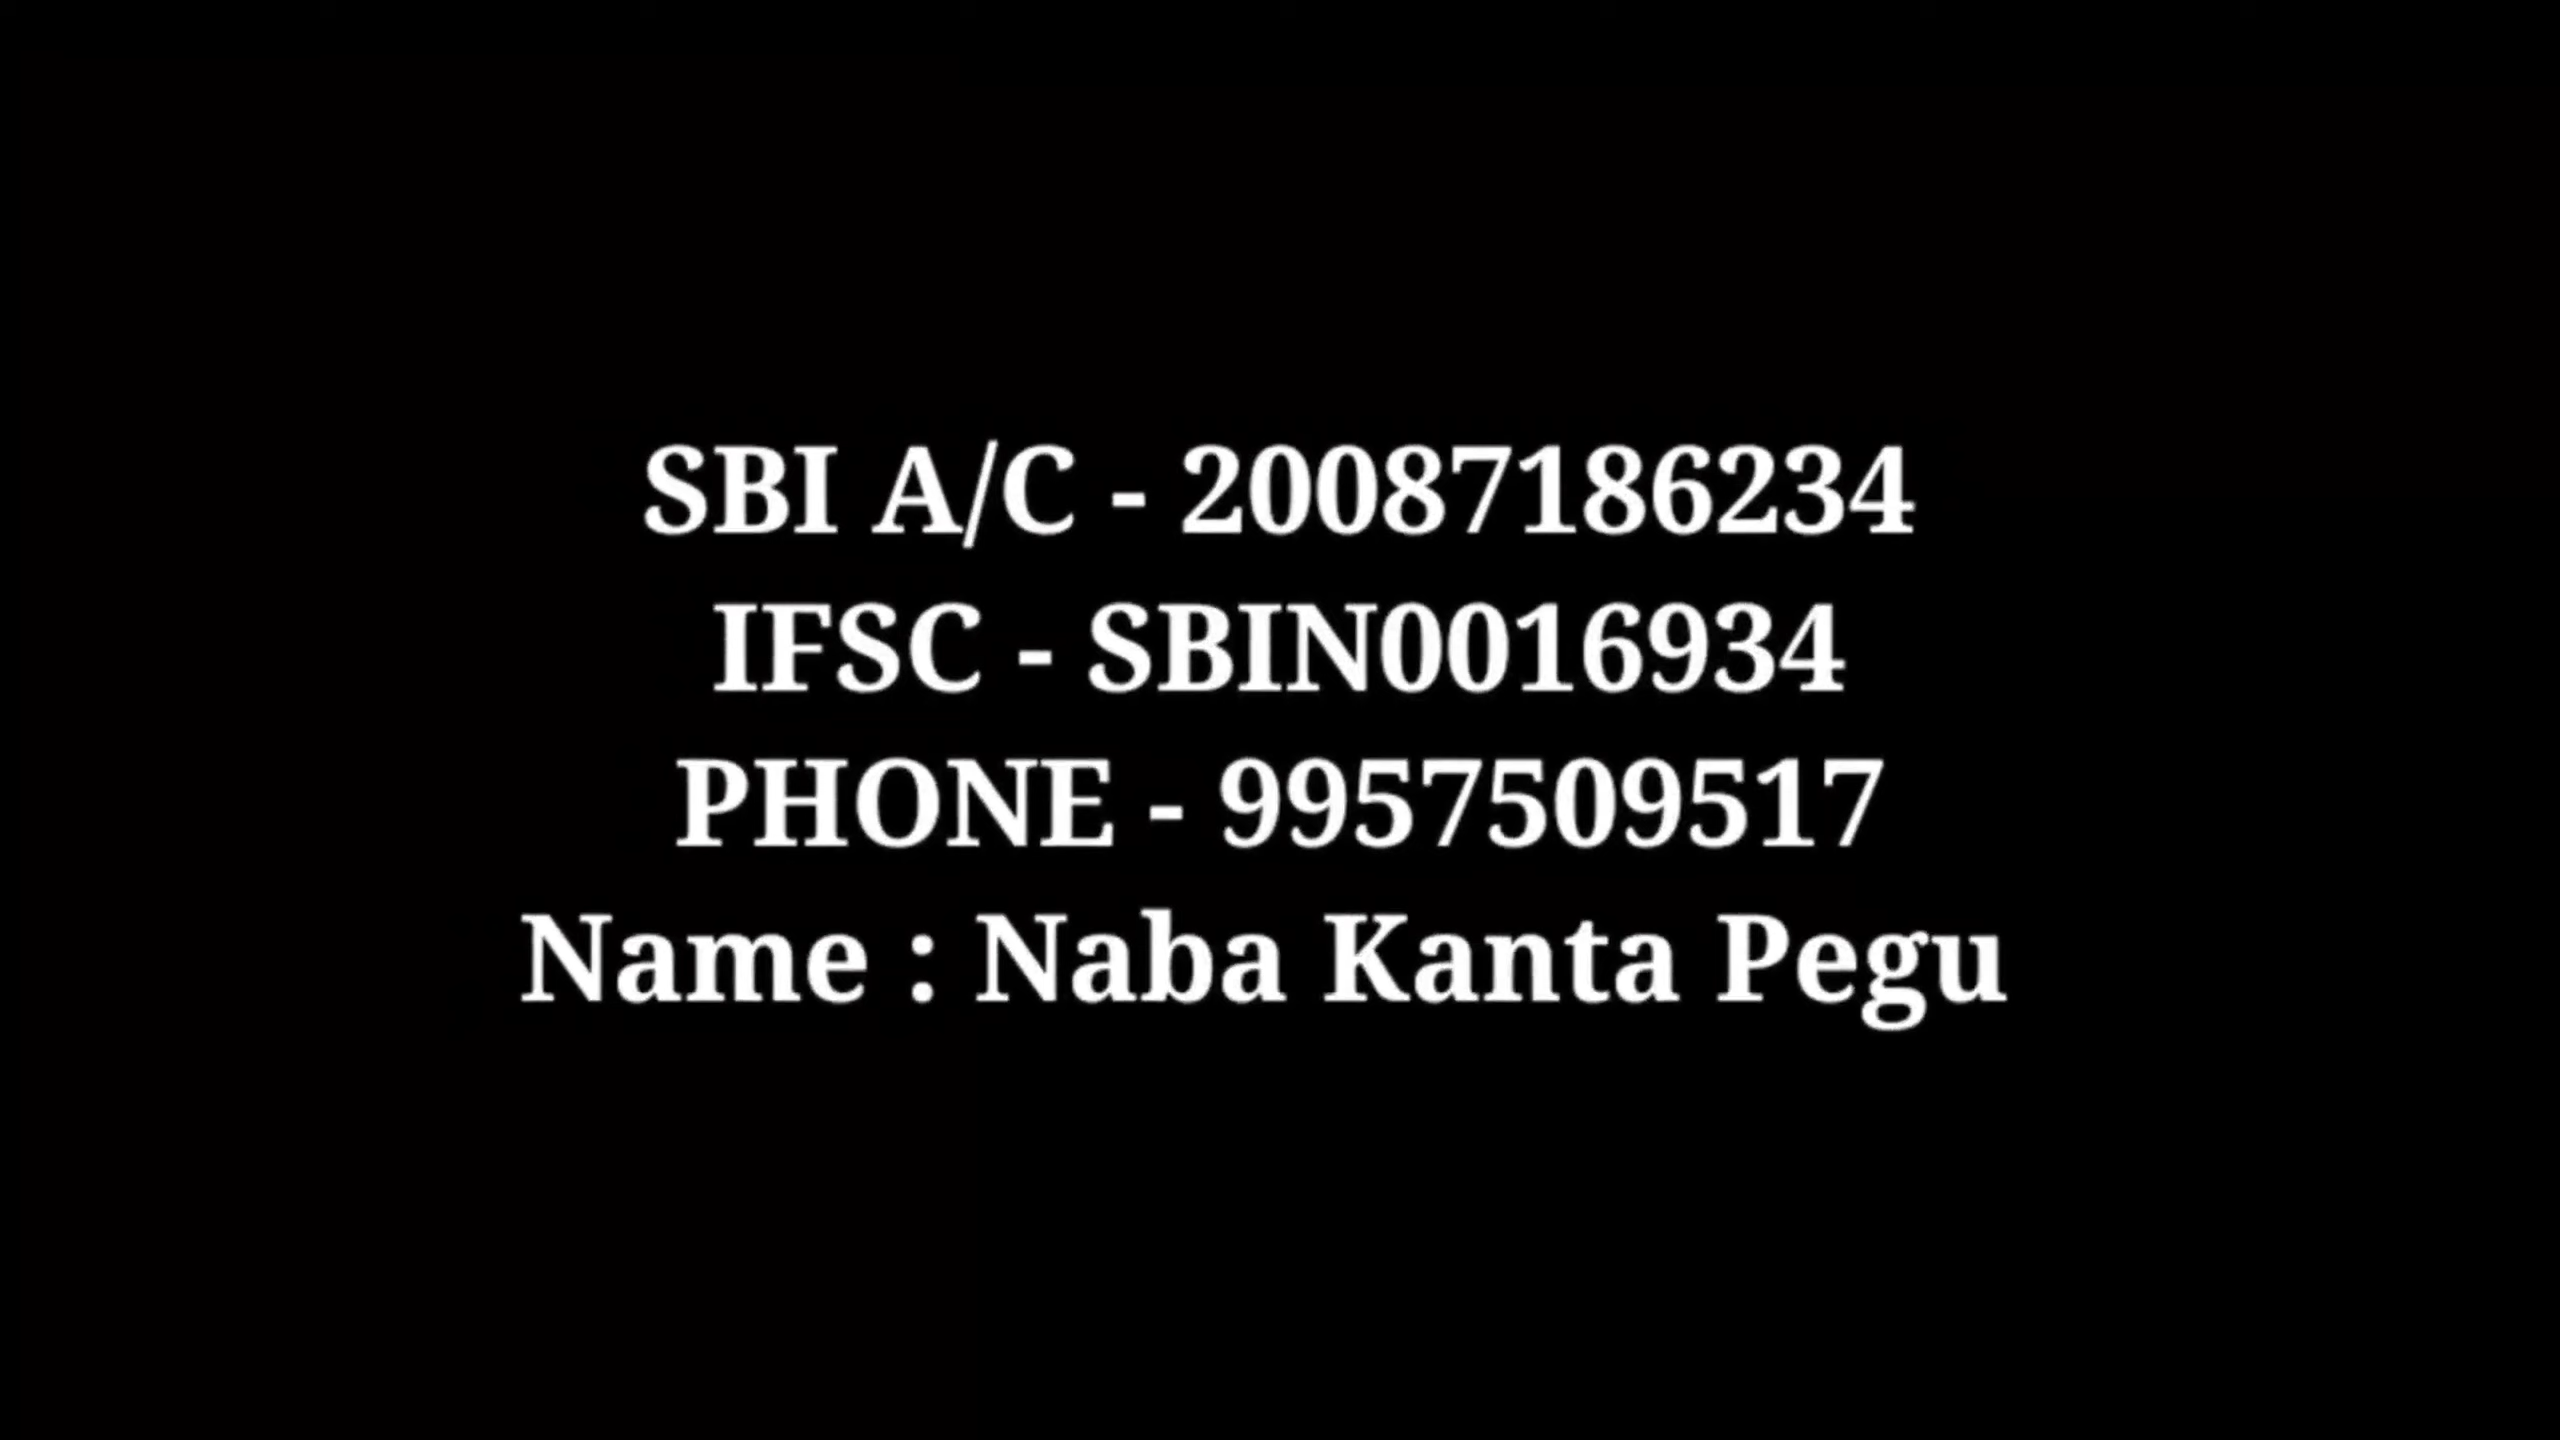 SBI A/C - 20087186234
IFSC - SBIN0016934
PHONE - 9957509517
Name : Naba Kanta Pegu